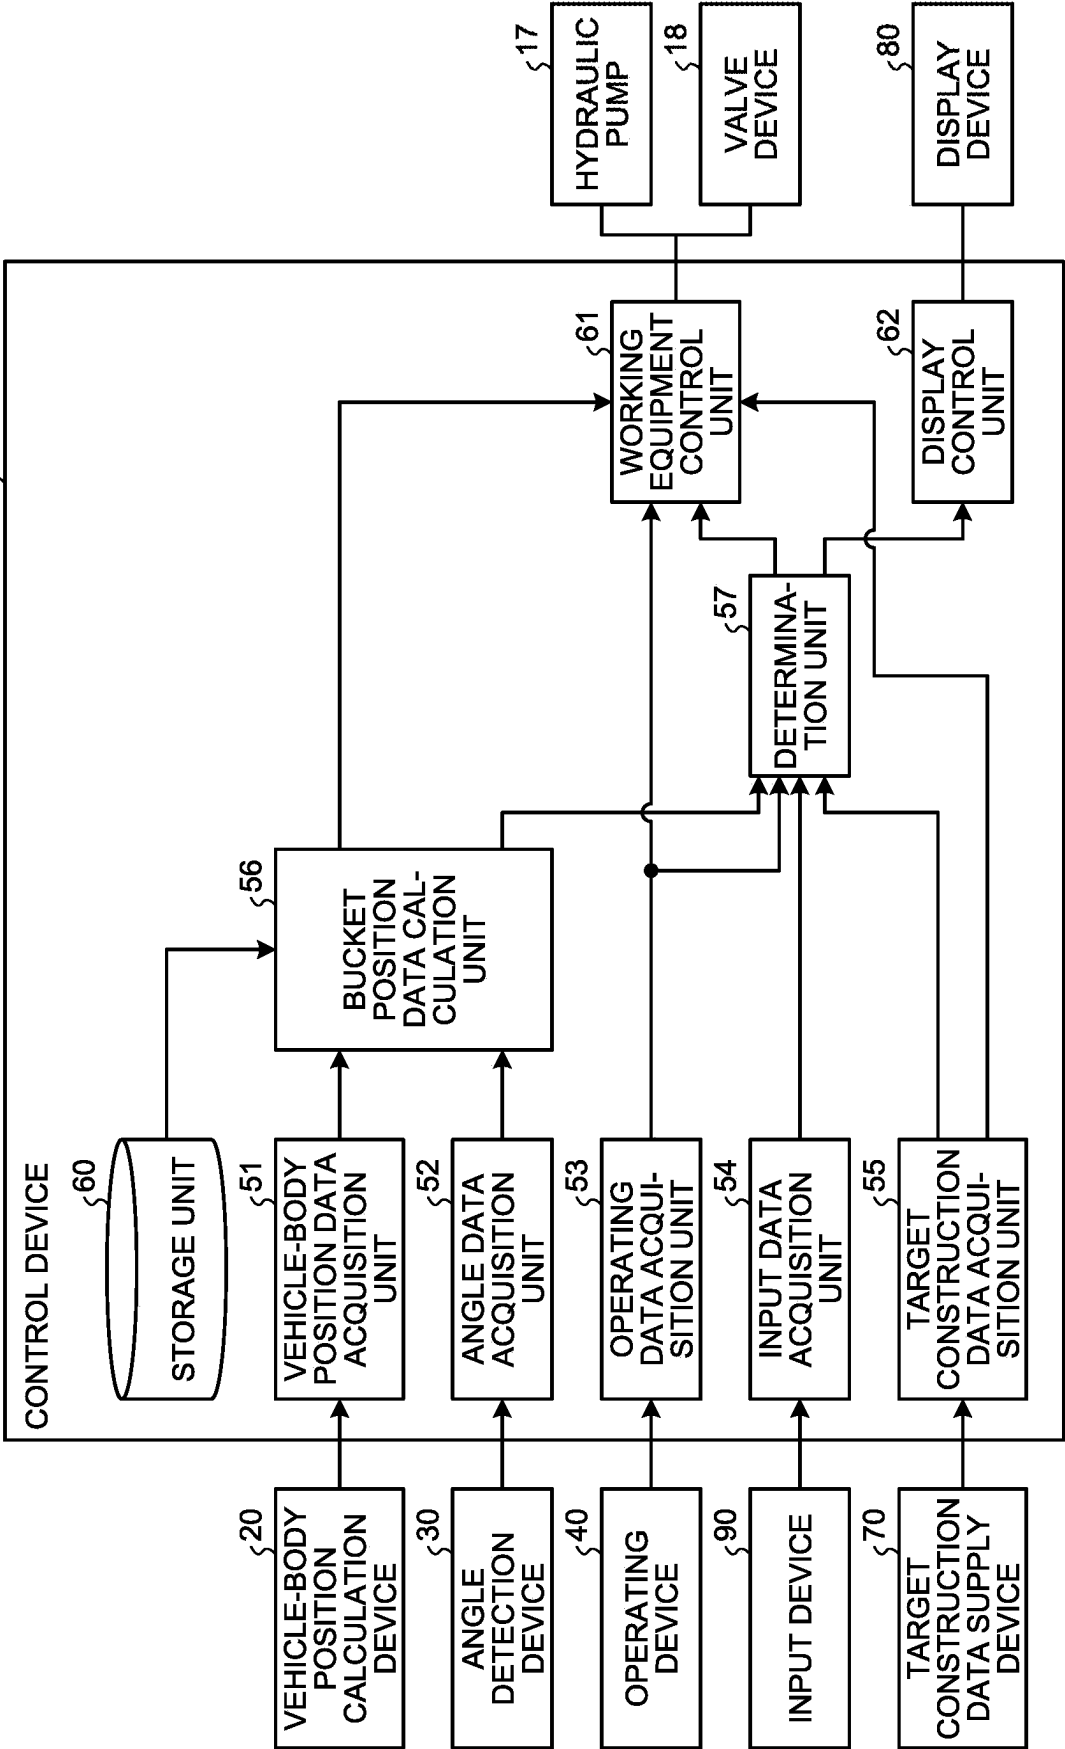 CONTROL DEVICE
60
STORAGE UNIT
20
VEHICLE-BODY
POSITION
CALCULATION
DEVICE
51
VEHICLE-BODY
POSITION DATA
ACQUISITION
UNIT
56
BUCKET
POSITION
DATA CAL-
CULATION
UNIT
30
ANGLE
DETECTION
DEVICE
52
ANGLE DATA
ACQUISITION
UNIT
40
OPERATING
DEVICE
53
OPERATING
DATA ACQUI-
SITION UNIT
90
INPUT DEVICE
54
INPUT DATA
ACQUISITION
UNIT
70
TARGET
CONSTRUCTION
DATA SUPPLY
DEVICE
55
TARGET
CONSTRUCTION
DATA ACQUI-
SITION UNIT
57
DETERMINA-
TION UNIT
61
WORKING
EQUIPMENT
CONTROL
UNIT
62
DISPLAY
CONTROL
UNIT
17
HYDRAULIC
PUMP
18
VALVE
DEVICE
80
DISPLAY
DEVICE